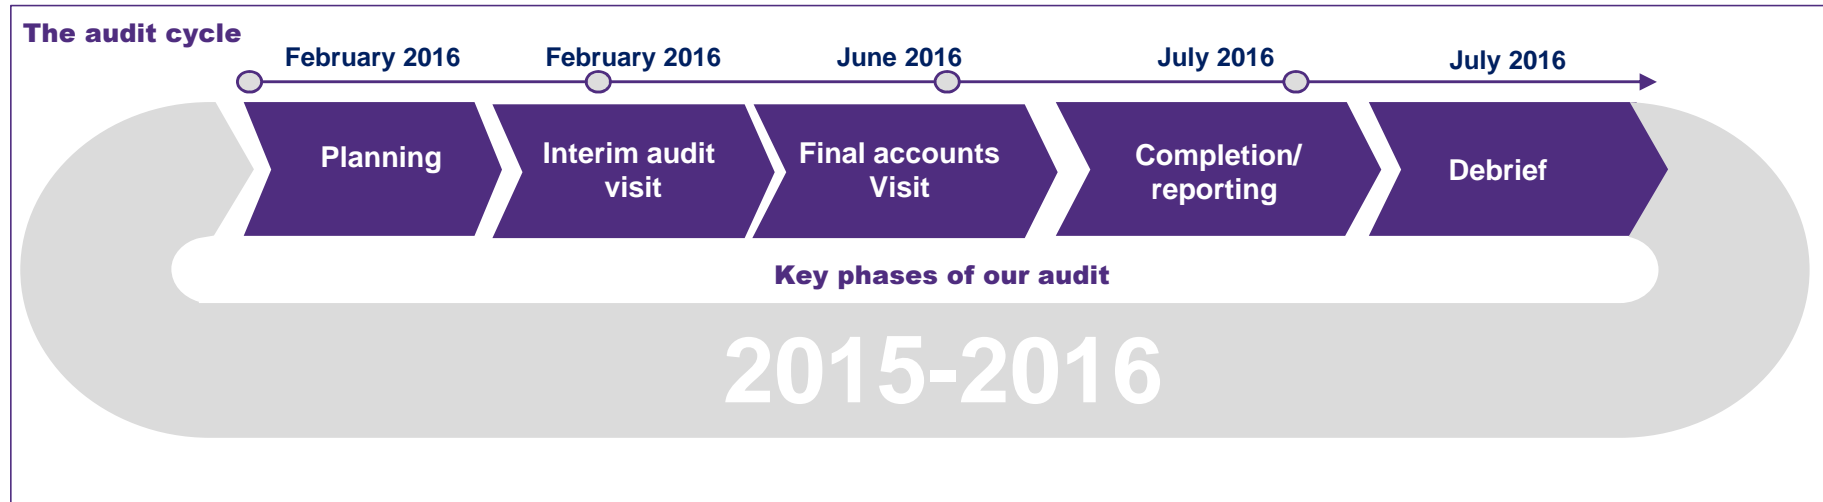 The audit cycle
February 2016
February 2016
June 2016
July 2016
July 2016
Planning
Interim audit
visit
Final accounts
Visit
Completion/
reporting
Debrief
Key phases of our audit
2015-2016